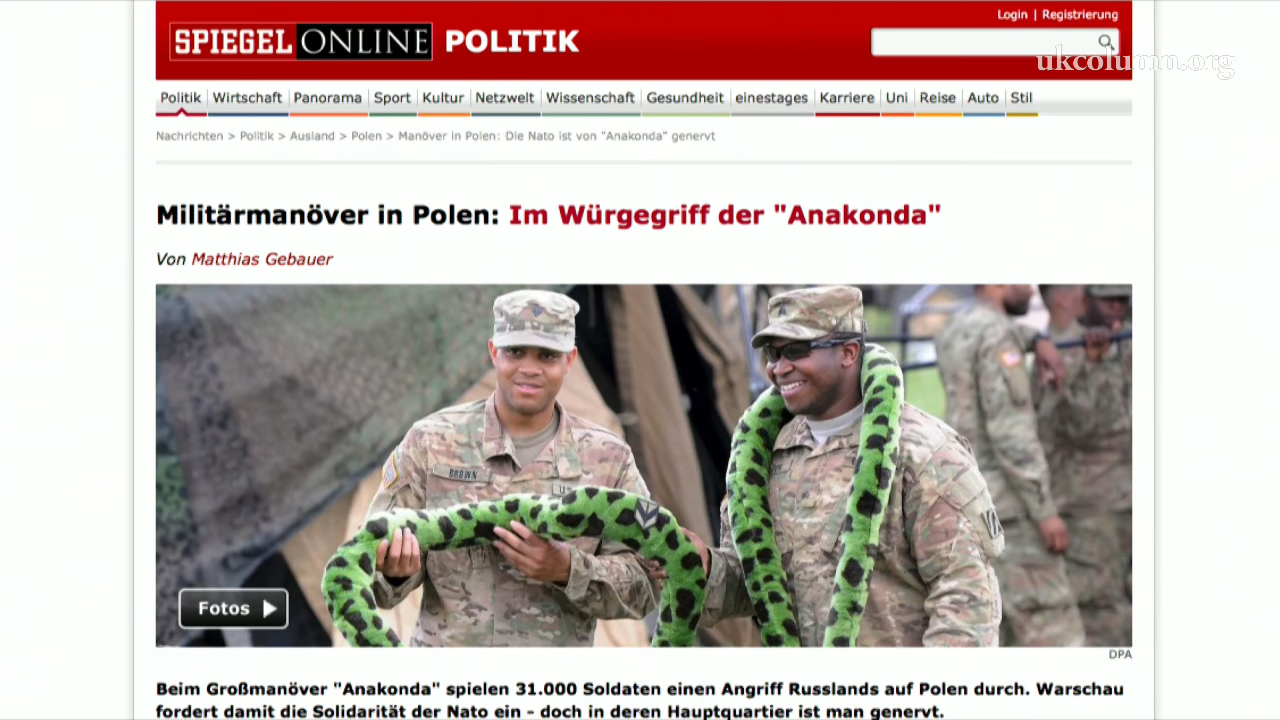 Login | Registrierung
SPIEGEL ONLINE POLITIK
ukcolumn.org
Politik Wirtschaft Panorama Sport Kultur Netzwelt Wissenschaft Gesundheit einestages Karriere Uni Reise Auto Stil
Nachrichten > Politik > Ausland > Polen > Manöver in Polen: Die Nato ist von "Anakonda" genervt
Militärmanöver in Polen: Im Würgegriff der "Anakonda"
Von Matthias Gebauer
BROWN
U.S
Fotos
DPA
Beim Großmanöver "Anakonda" spielen 31.000 Soldaten einen Angriff Russlands auf Polen durch. Warschau
fordert damit die Solidarität der Nato ein - doch in deren Hauptquartier ist man genervt.